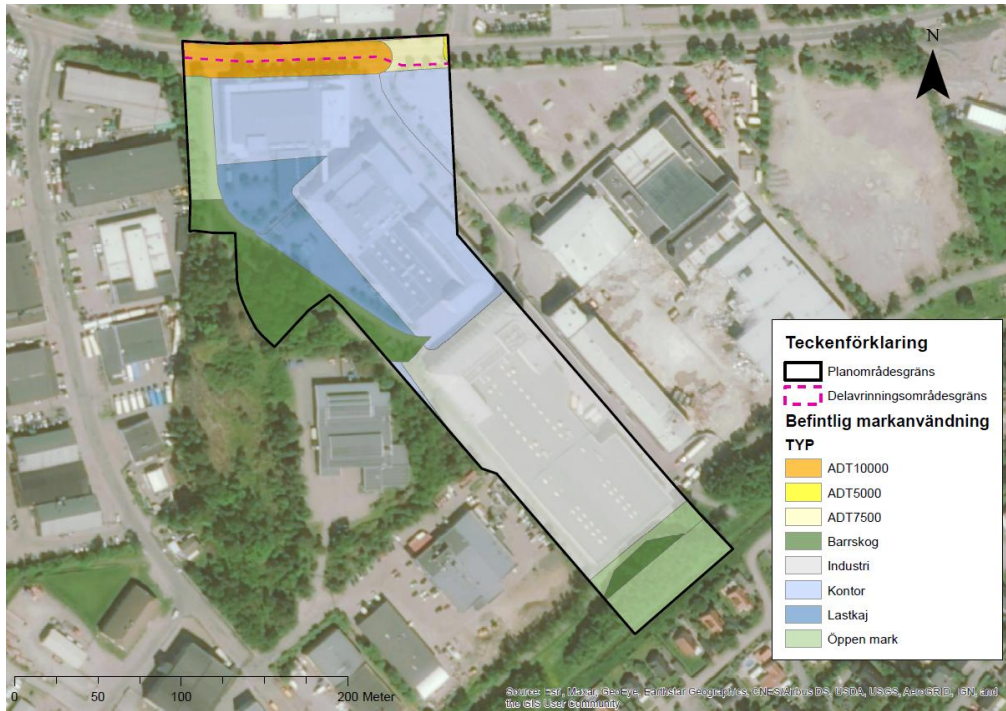 N
Teckenförklaring
Planområdesgräns
Delavrinningsområdesgräns
Befintlig markanvändning
TYP
ADT10000
ADT5000
ADT7500
Barrskog
Industri
Kontor
Lastkaj
Öppen mark
0 50 100 200 Meter
Source: Esri, Maxar, GeoEye, Earthstar Geographics, CNES/Airbus DS, USDA, USGS, AeroGRID, IGN, and
the GIS User Community